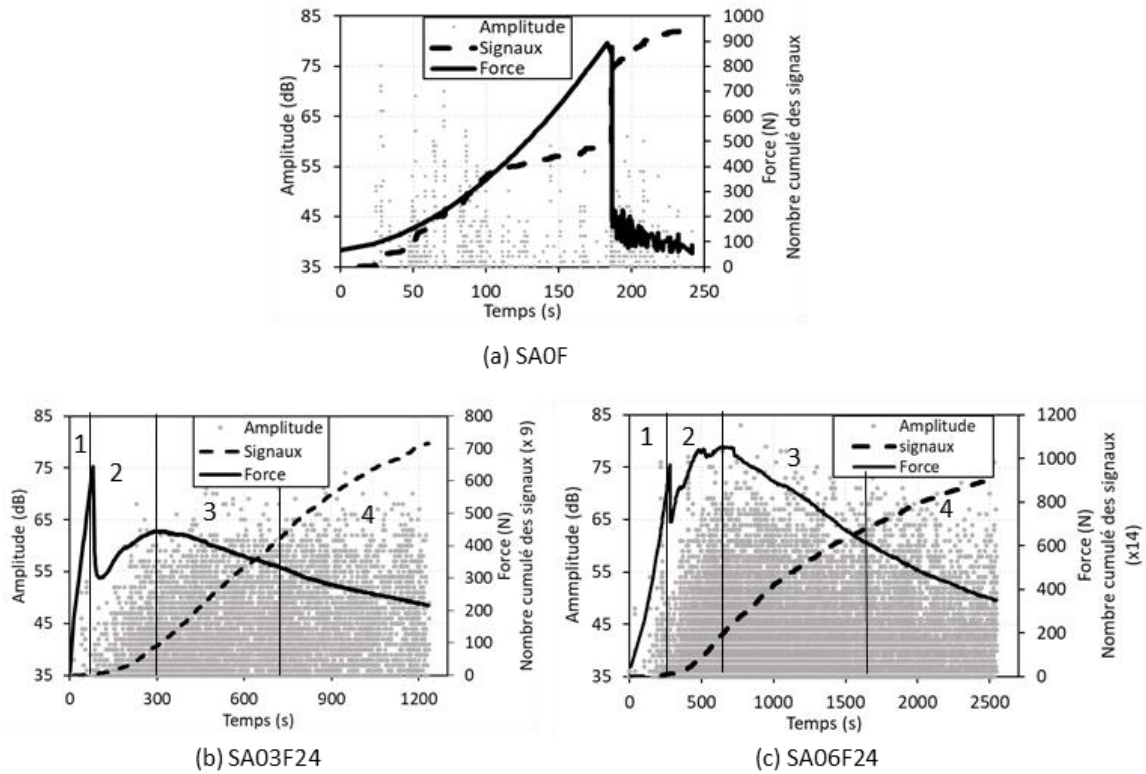 85
75
65
55
45
35
Amplitude (dB)
Amplitude
Signaux
Force
1000
900
800
700
600
500
400
300
200
100
0
Force (N)
Nombre cumulé des signaux
0
50
100
150
200
250
Temps (s)
(a) SA0F
85
75
65
55
45
35
Amplitude (dB)
1
2
3
4
Amplitude
Signaux
Force
800
700
600
500
400
300
200
100
0
Force (N)
Nombre cumulé des signaux (x 9)
0
300
600
900
1200
Temps (s)
(b) SA03F24
85
75
65
55
45
35
Ammplitude (dB)
1
2
3
4
Amplitude
signaux
Force
1200
1000
800
600
400
200
0
Force (N)
Nombre cumulé des signaux
(x14)
0
500
1000
1500
2000
2500
Temps (s)
(c) SA06F24